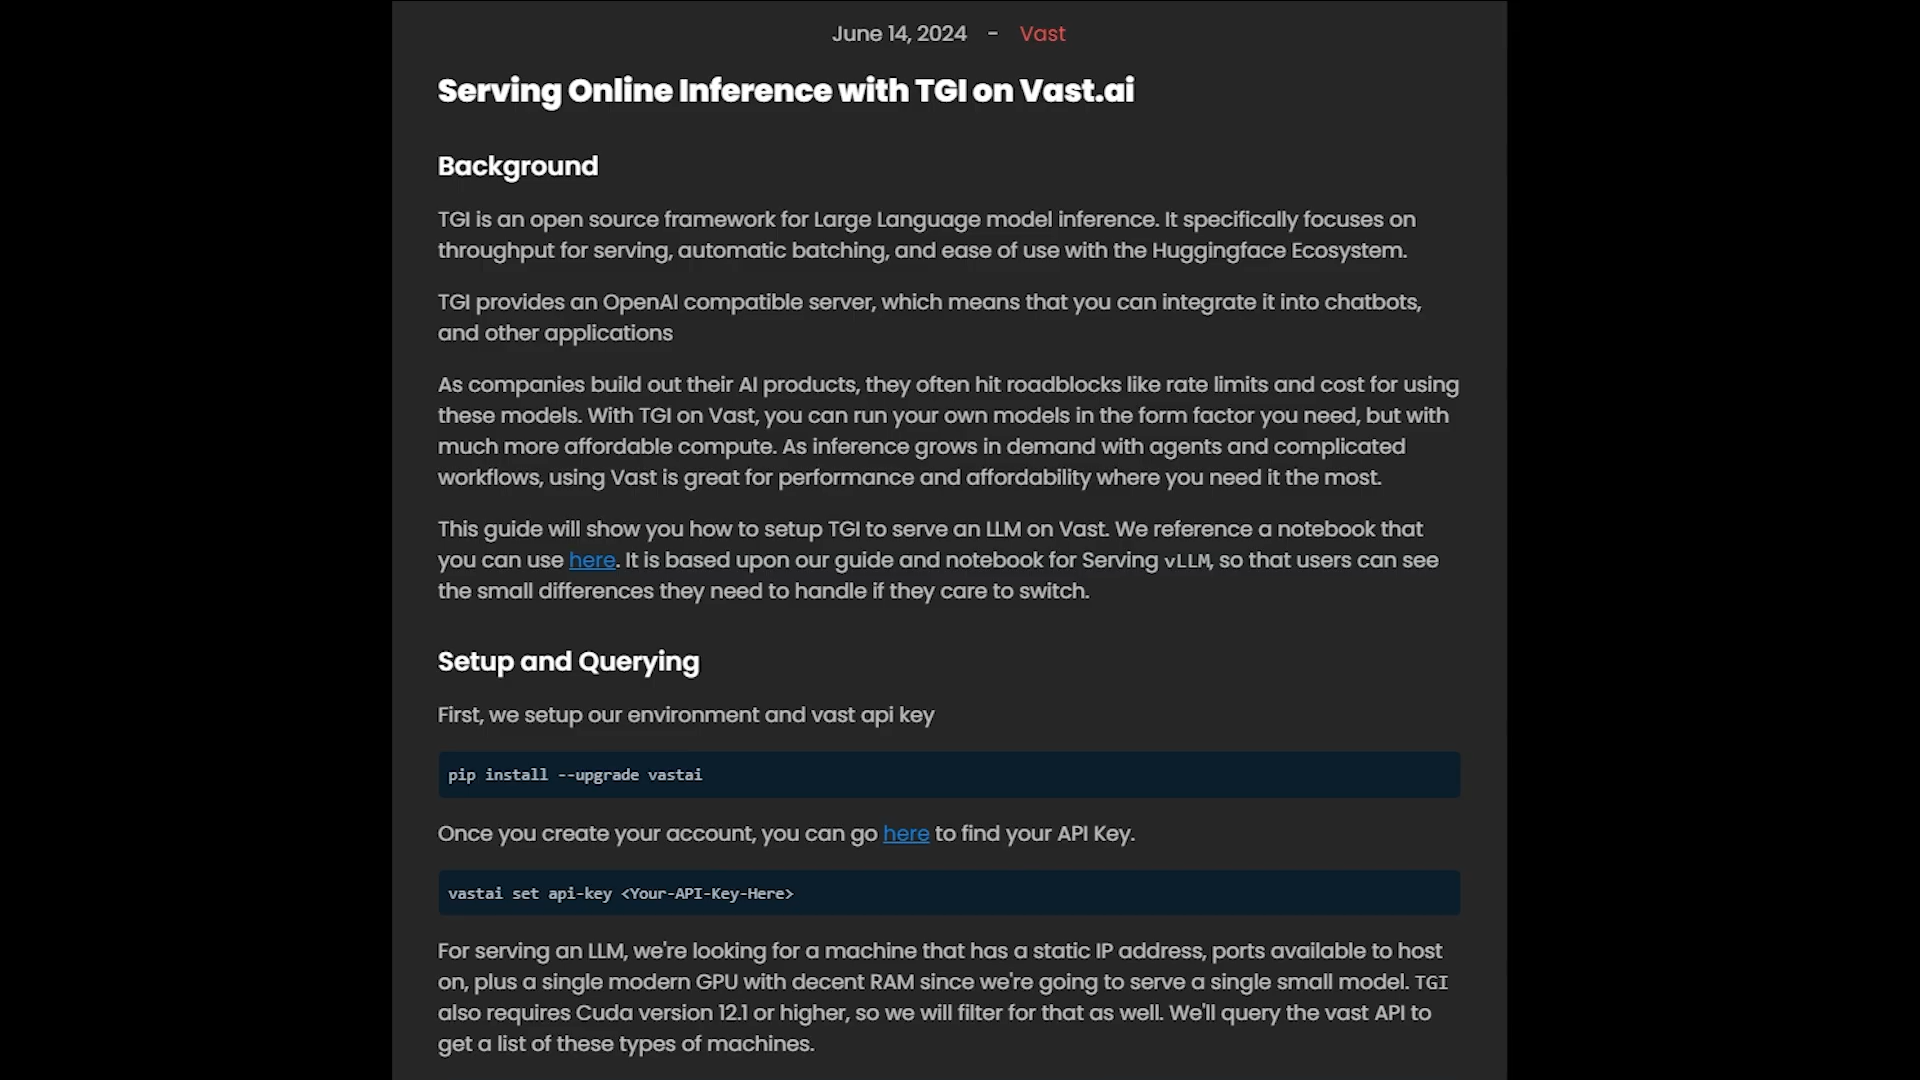 June 14, 2024 - Vast
Serving Online Inference with TGI on Vast.ai
Background
TGI is an open source framework for Large Language model inference. It specifically focuses on
throughput for serving, automatic batching, and ease of use with the Huggingface Ecosystem.
TGI provides an OpenAI compatible server, which means that you can integrate it into chatbots,
and other applications
As companies build out their AI products, they often hit roadblocks like rate limits and cost for using
these models. With TGI on Vast, you can run your own models in the form factor you need, but with
much more affordable compute. As inference grows in demand with agents and complicated
workflows, using Vast is great for performance and affordability where you need it the most.
This guide will show you how to setup TGI to serve an LLM on Vast. We reference a notebook that
you can use here. It is based upon our guide and notebook for Serving vLLM, so that users can see
the small differences they need to handle if they care to switch.
Setup and Querying
First, we setup our environment and vast api key
pip install --upgrade vastai
Once you create your account, you can go here to find your API Key.
vastai set api-key <Your-API-Key-Here>
For serving an LLM, we're looking for a machine that has a static IP address, ports available to host
on, plus a single modern GPU with decent RAM since we're going to serve a single small model. TGI
also requires Cuda version 12.1 or higher, so we will filter for that as well. We'll query the vast API to
get a list of these types of machines.